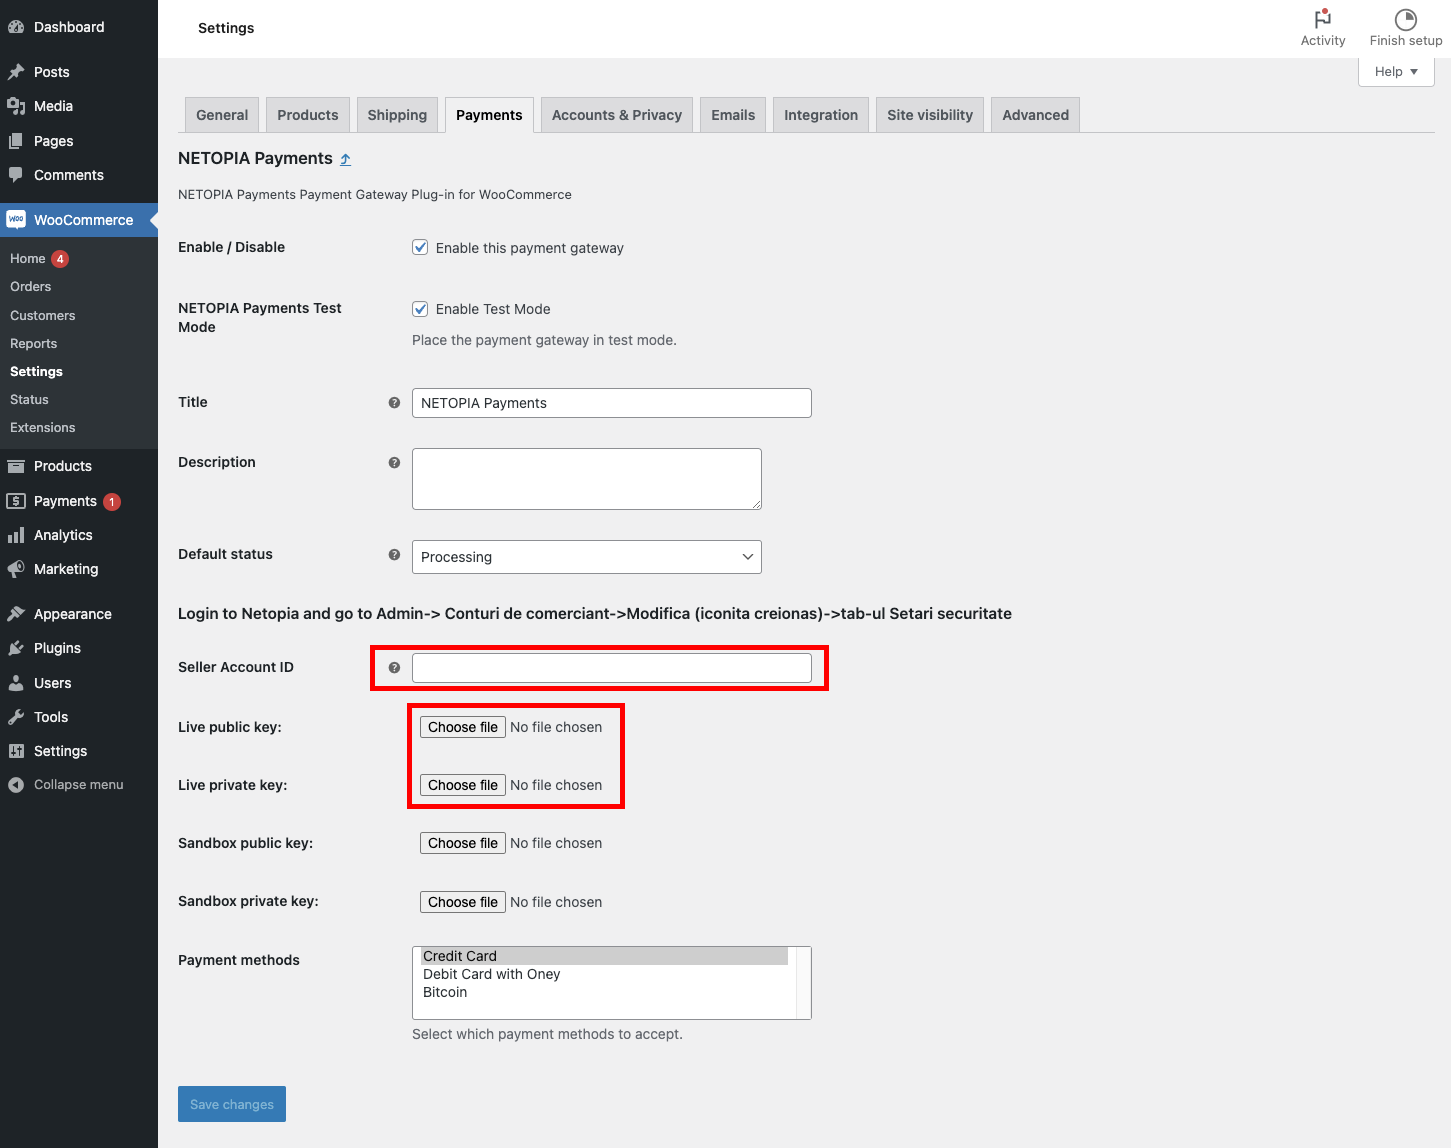 Settings
Activity
Finish setup
Help ▼
Dashboard
Posts
Media
Pages
Comments
WooCommerce
Home 4
Orders
Customers
Reports
Settings
Status
Extensions
Products
Payments 1
Analytics
Marketing
Appearance
Plugins
Users
Tools
Settings
Collapse menu
General
Products
Shipping
Payments
Accounts & Privacy
Emails
Integration
Site visibility
Advanced
NETOPIA Payments ⤴
NETOPIA Payments Payment Gateway Plug-in for WooCommerce
Enable / Disable
Enable this payment gateway
NETOPIA Payments Test
Mode
Enable Test Mode
Place the payment gateway in test mode.
Title
NETOPIA Payments
Description
Default status
Processing
Login to Netopia and go to Admin-> Conturi de comerciant->Modifica (iconita creionas)->tab-ul Setari securitate
Seller Account ID
Live public key:
Choose file No file chosen
Live private key:
Choose file No file chosen
Sandbox public key:
Choose file No file chosen
Sandbox private key:
Choose file No file chosen
Payment methods
Credit Card
Debit Card with Oney
Bitcoin
Select which payment methods to accept.
Save changes